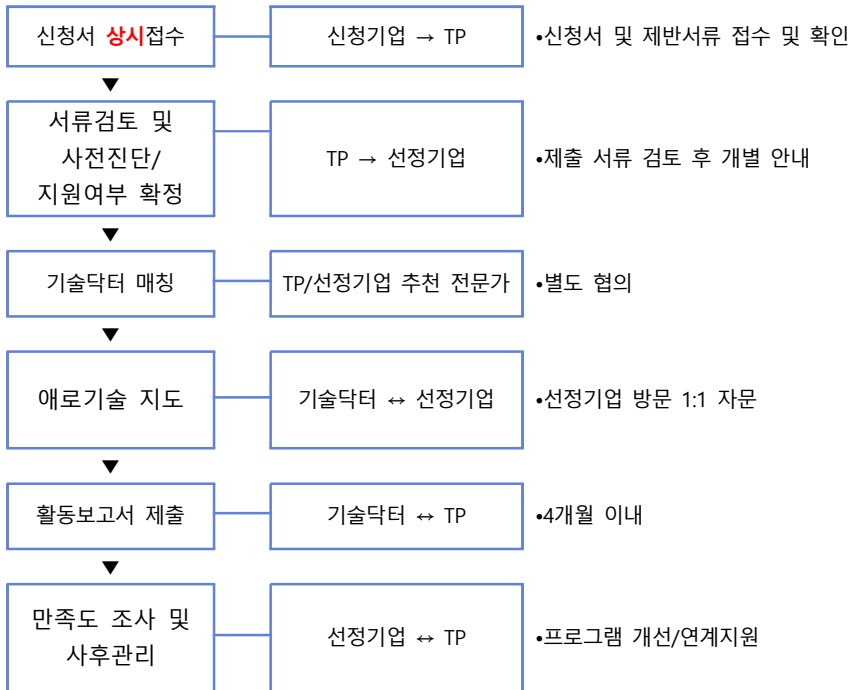 신청서 상시접수
신청기업 → TP
•신청서 및 제반서류 접수 및 확인
▼
서류검토 및
사전진단/
지원여부 확정
TP → 선정기업
•제출 서류 검토 후 개별 안내
▼
기술닥터 매칭
TP/선정기업 추천 전문가
•별도 협의
▼
애로기술 지도
기술닥터 ↔ 선정기업
•선정기업 방문 1:1 자문
▼
활동보고서 제출
기술닥터 ↔ TP
•4개월 이내
▼
만족도 조사 및
사후관리
선정기업 ↔ TP
•프로그램 개선/연계지원